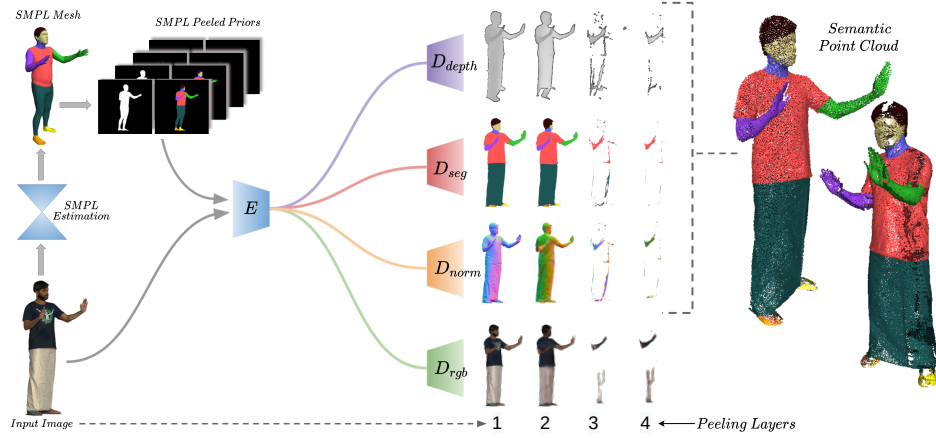 SMPL Mesh
SMPL Peeled Priors
SMPL
Estimation
Input Image
E
D_depth
D_seg
D_norm
D_rgb
1 2 3 4
Peeling Layers
Semantic
Point Cloud